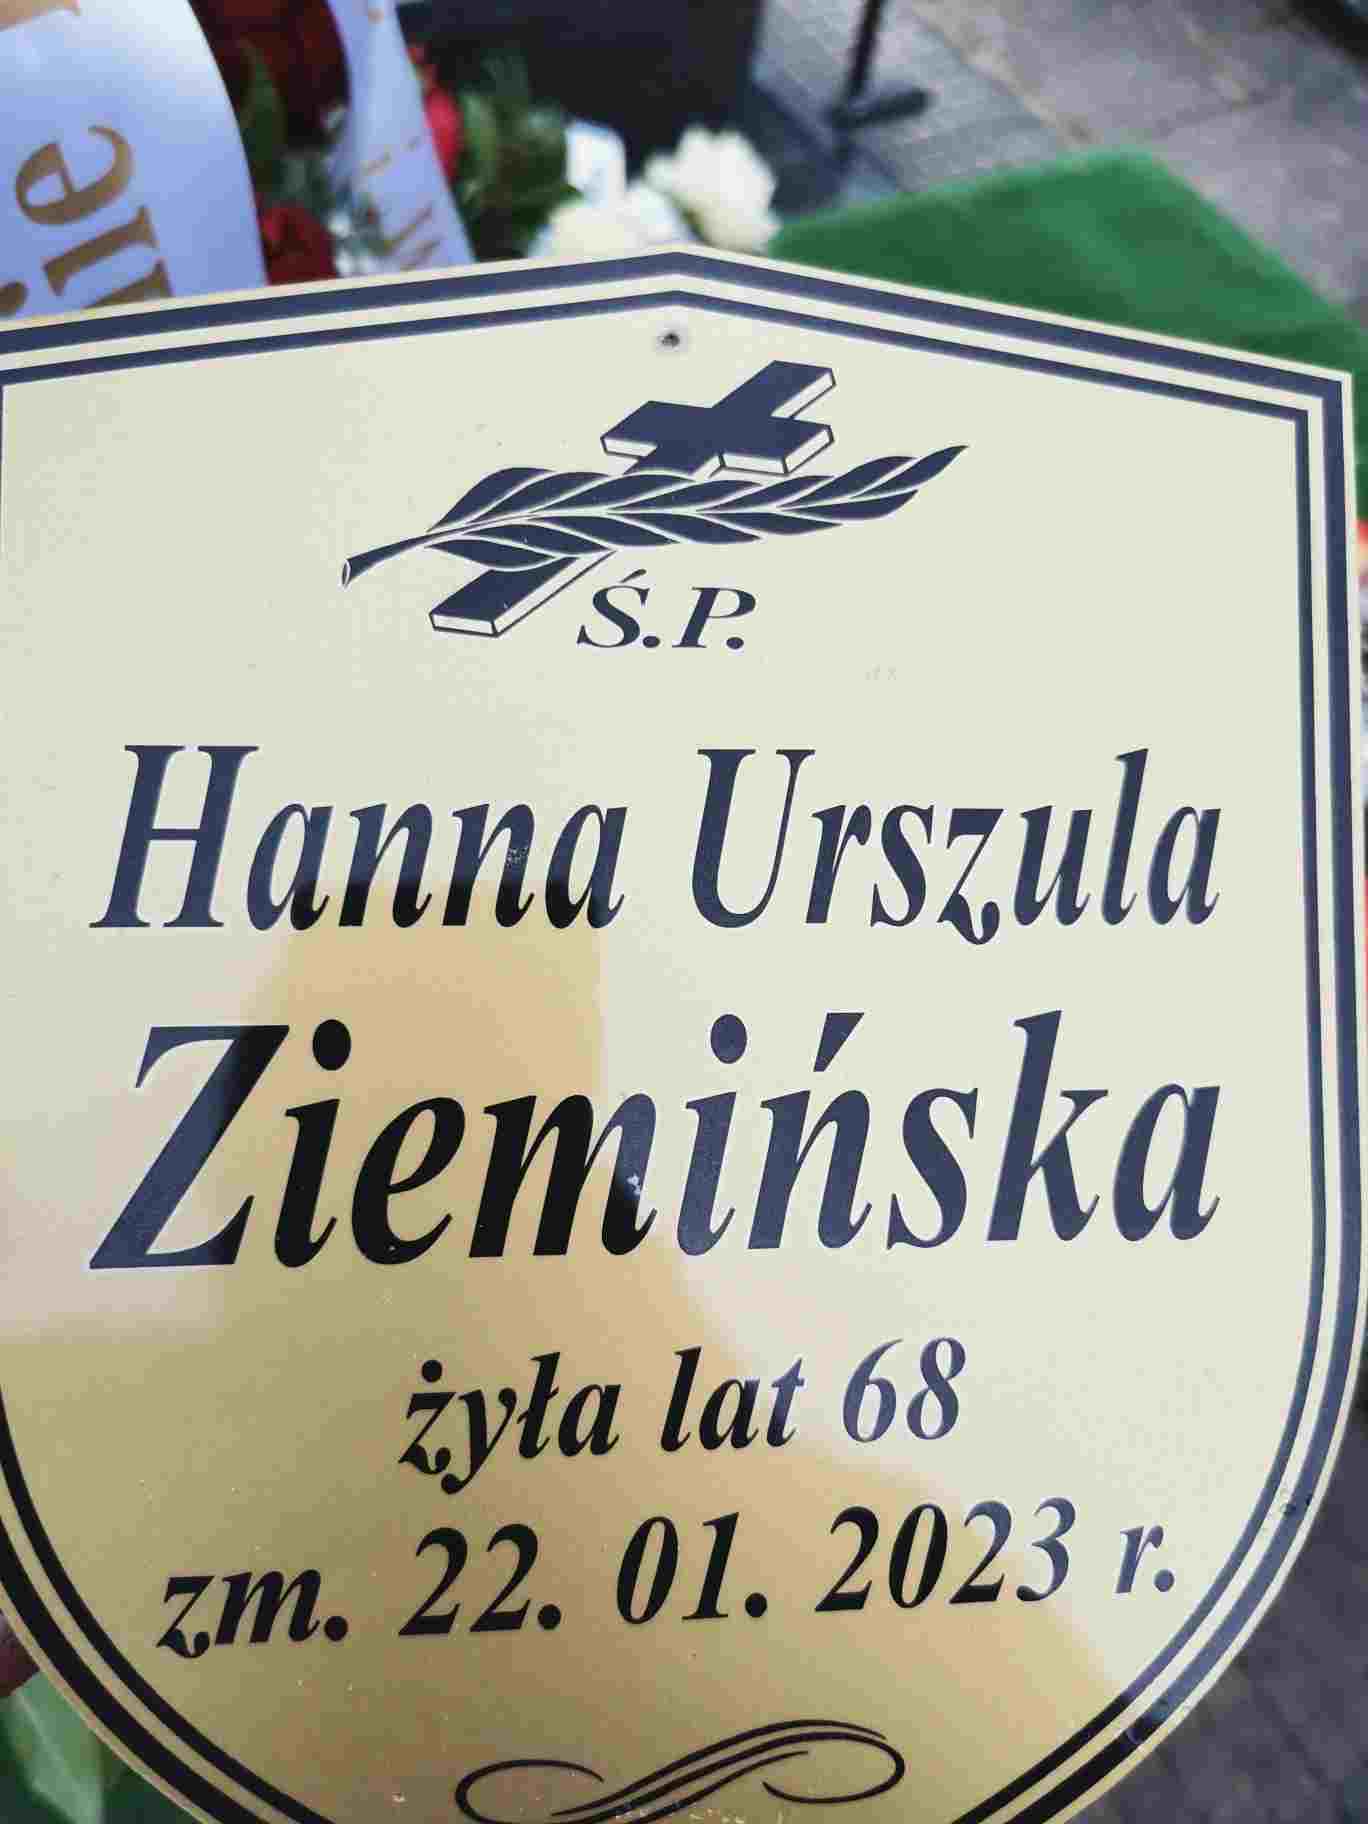 Ś.P.
Hanna Urszula
Ziemińska
żyła lat 68
zm. 22. 01. 2023 r.